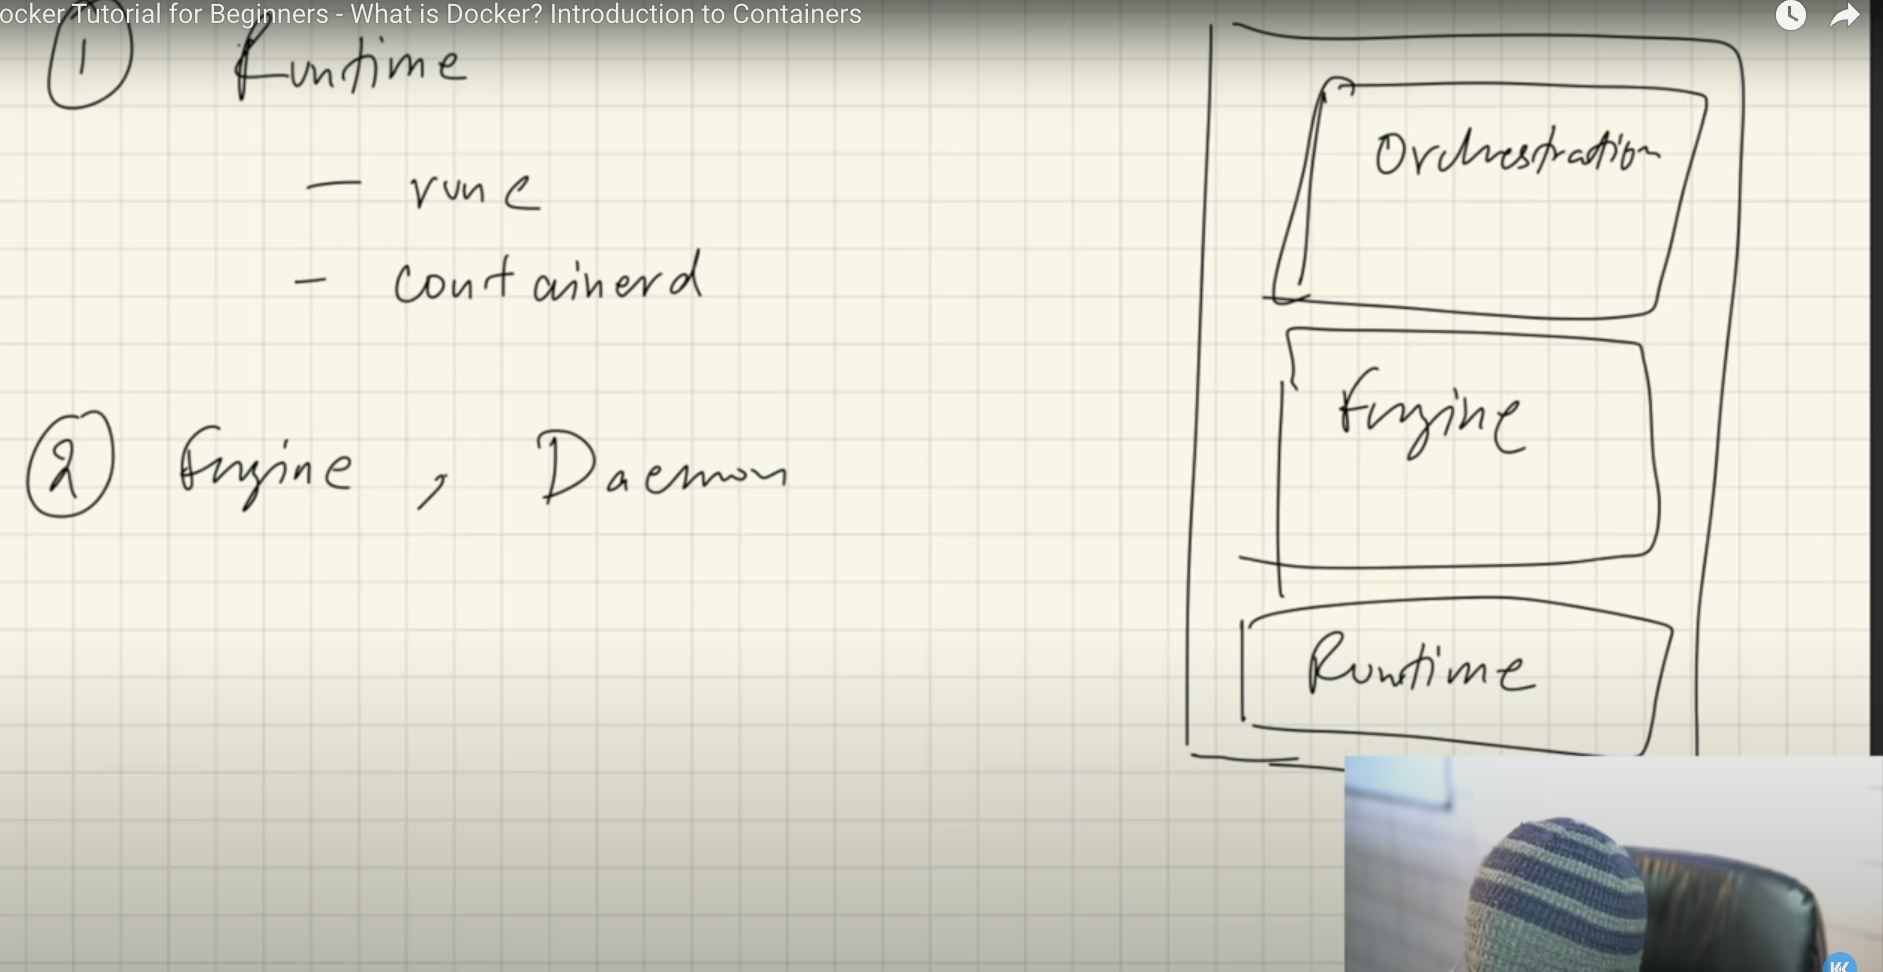 ocker Tutorial for Beginners - What is Docker? Introduction to Containers
1 Runtime
- runc
- containerd
2 Engine, Daemon
Orchestration
Engine
Runtime